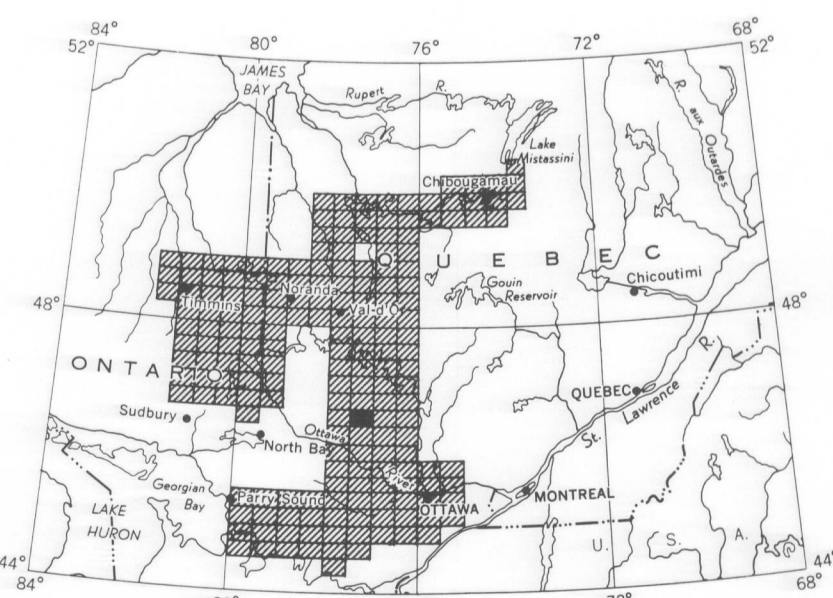 84°
80°
76°
72°
68°
52°
52°
JAMES
BAY
Rupert R.
R. aux Outardes
Lake
Mistassini
Chibougamau
QUEBEC
Chicoutimi
Gouin
Reservoir
Noranda
Timmins
Val-d'O
48°
48°
ONTARIO
QUEBEC
St. Lawrence R.
Sudbury
Ottawa River
North Bay
Georgian
Bay
Parry Sound
OTTAWA
MONTREAL
LAKE
HURON
U. S. A.
44°
44°
84°
68°